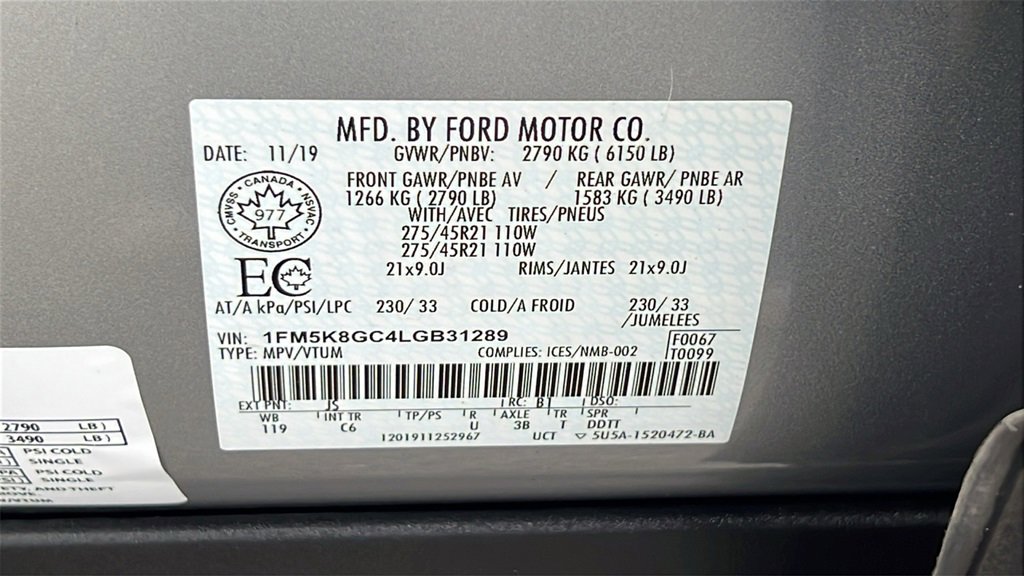 MFD. BY FORD MOTOR CO.
DATE: 11/19 GVWR/PNBV: 2790 KG ( 6150 LB)
FRONT GAWR/PNBE AV / REAR GAWR/ PNBE AR
1266 KG ( 2790 LB) 1583 KG ( 3490 LB)
WITH/AVEC TIRES/PNEUS
275/45R21 110W
275/45R21 110W
21x9.0J RIMS/JANTES 21x9.0J
CMVSS · CANADA · NSVAC
977
TRANSPORT
EC
AT/A kPa/PSI/LPC 230/ 33 COLD/A FROID 230/ 33
/JUMELEES
VIN: 1FM5K8GC4LGB31289 F0067
TYPE: MPV/VTUM COMPLIES: ICES/NMB-002 T0099
EXT PNT: JS RC: B1 DSO:
WB INT TR TP/PS R AXLE TR SPR
119 C6 U 3B T DDTT
1201911252967 UCT ▽ 5U5A-1520472-BA
2790 LB)
3490 LB)
PSI COLD
SINGLE
PSI COLD
SINGLE
AND THEFT